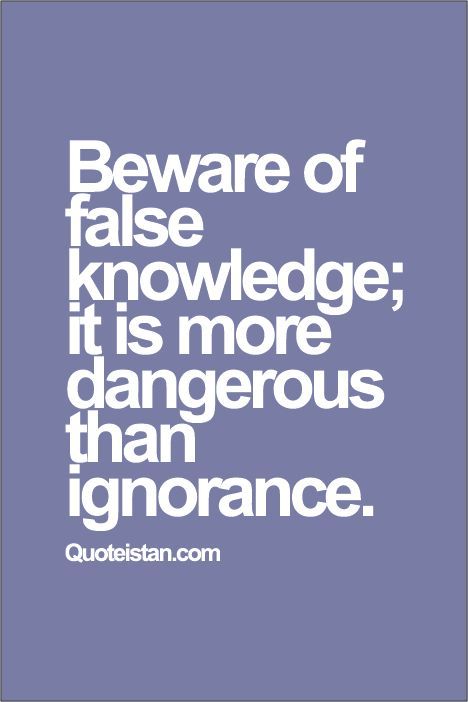 Beware of
false
knowledge;
it is more
dangerous
than
ignorance.
Quoteistan.com